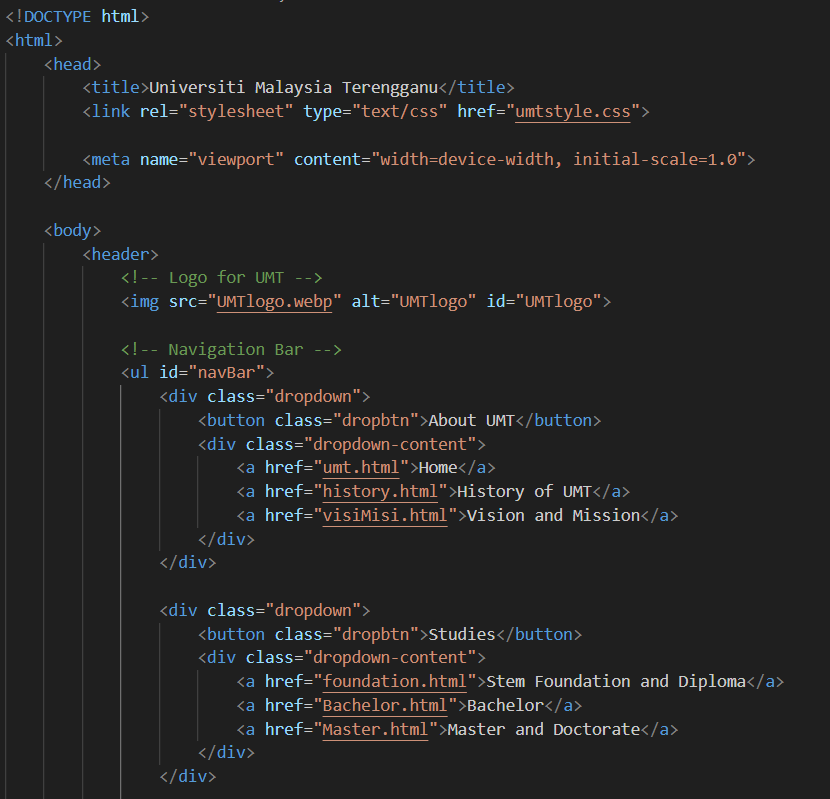 <!DOCTYPE html>
<html>
<head>
<title>Universiti Malaysia Terengganu</title>
<link rel="stylesheet" type="text/css" href="umtstyle.css">
<meta name="viewport" content="width=device-width, initial-scale=1.0">
</head>
<body>
<header>
<!-- Logo for UMT -->
<img src="UMTlogo.webp" alt="UMTlogo" id="UMTlogo">
<!-- Navigation Bar -->
<ul id="navBar">
<div class="dropdown">
<button class="dropbtn">About UMT</button>
<div class="dropdown-content">
<a href="umt.html">Home</a>
<a href="history.html">History of UMT</a>
<a href="visiMisi.html">Vision and Mission</a>
</div>
</div>
<div class="dropdown">
<button class="dropbtn">Studies</button>
<div class="dropdown-content">
<a href="foundation.html">Stem Foundation and Diploma</a>
<a href="Bachelor.html">Bachelor</a>
<a href="Master.html">Master and Doctorate</a>
</div>
</div>